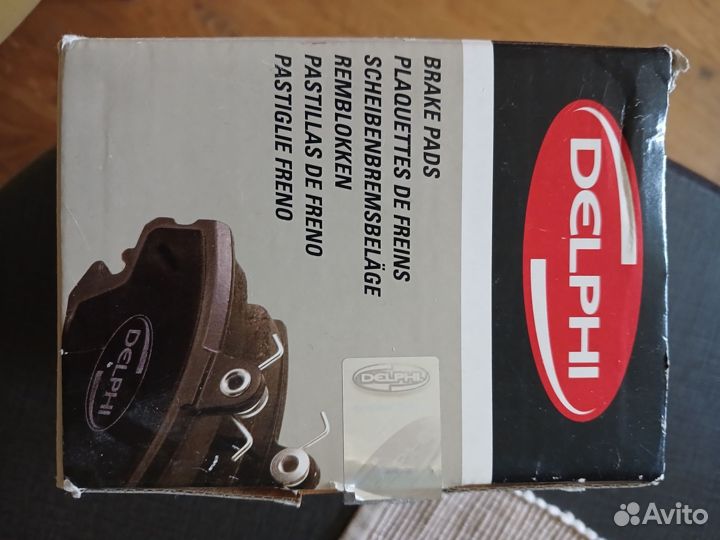 DELPHI
BRAKE PADS
PLAQUETTES DE FREINS
SCHEIBENBREMSBELÄGE
REMBLOKKEN
PASTILLAS DE FRENO
PASTIGLIE FRENO
DELPHI
DELPHI
Avito